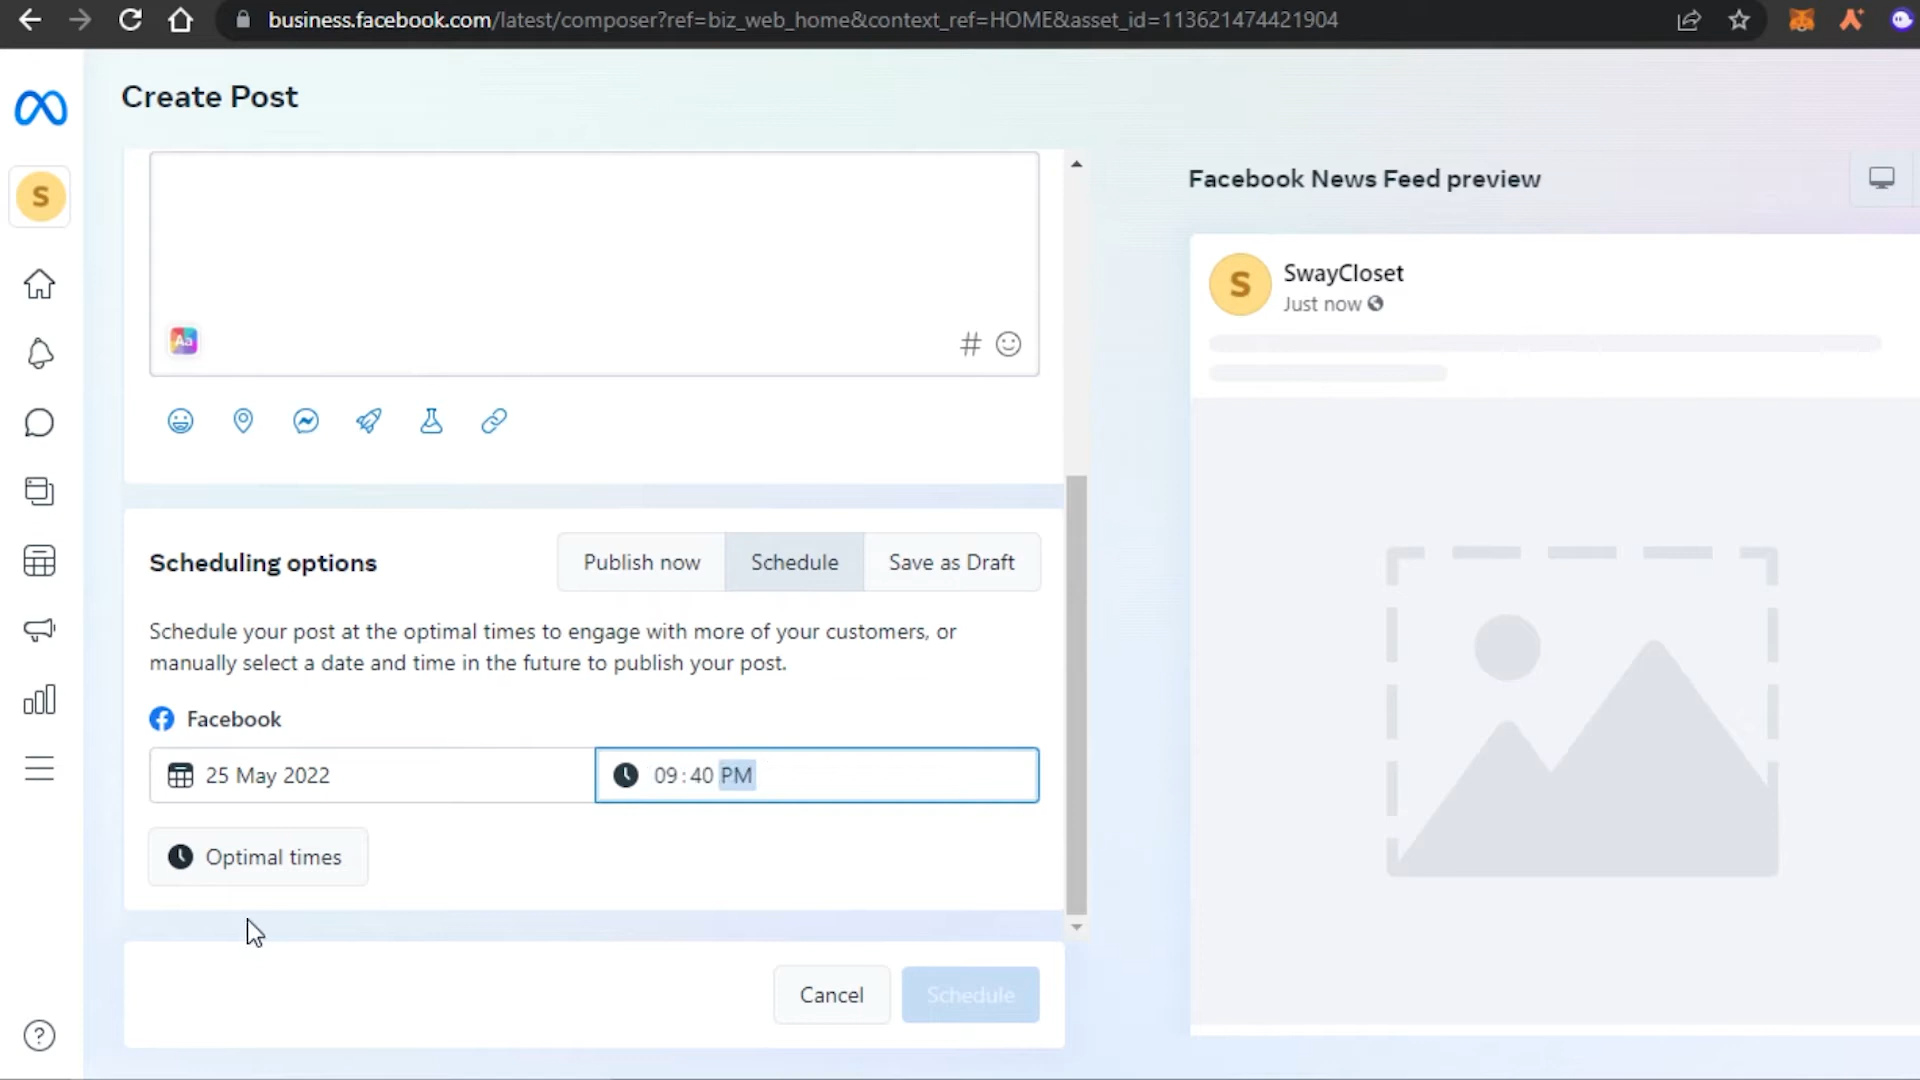 business.facebook.com/latest/composer?ref=biz_web_home&context_ref=HOME&asset_id=113621474421904
Create Post
S
Aa
#
Scheduling options
Publish now
Schedule
Save as Draft
Schedule your post at the optimal times to engage with more of your customers, or
manually select a date and time in the future to publish your post.
Facebook
25 May 2022
09:40 PM
Optimal times
Cancel
Schedule
?
Facebook News Feed preview
S
SwayCloset
Just now